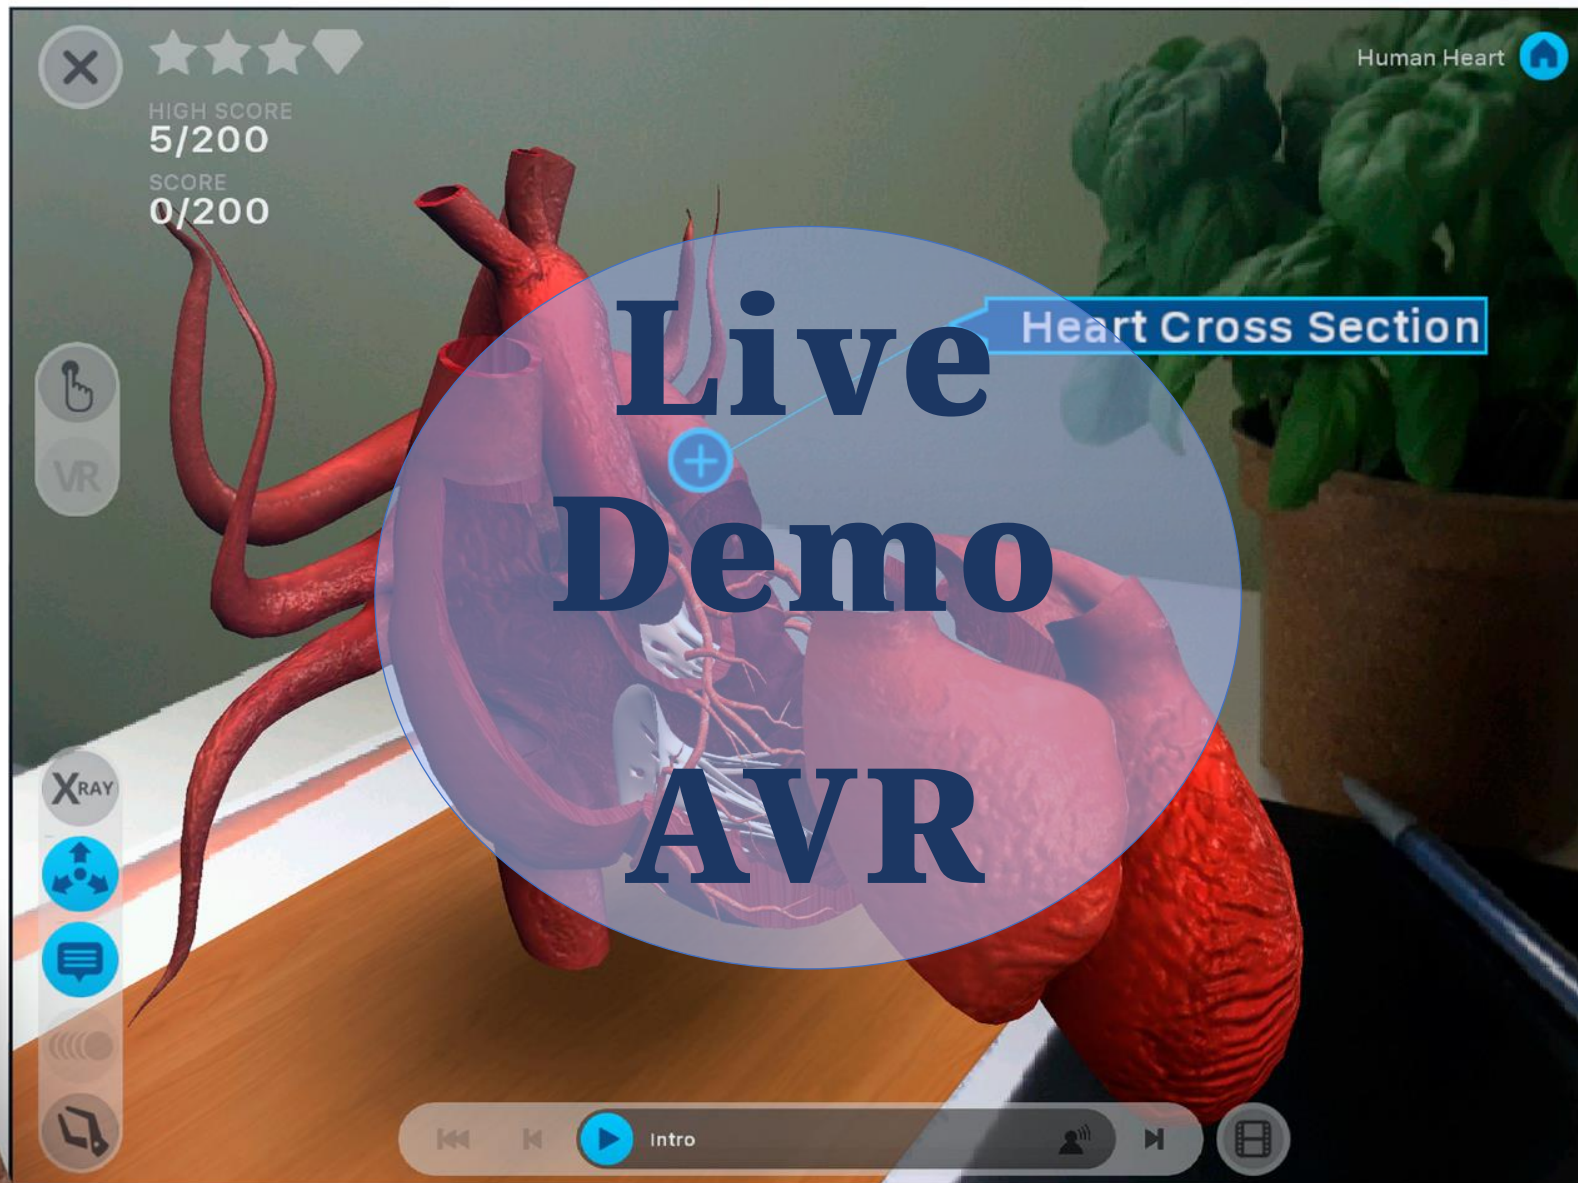 Human Heart
HIGH SCORE
5/200
SCORE
0/200
Live
Heart Cross Section
Demo
VR
AVR
XRAY
Intro